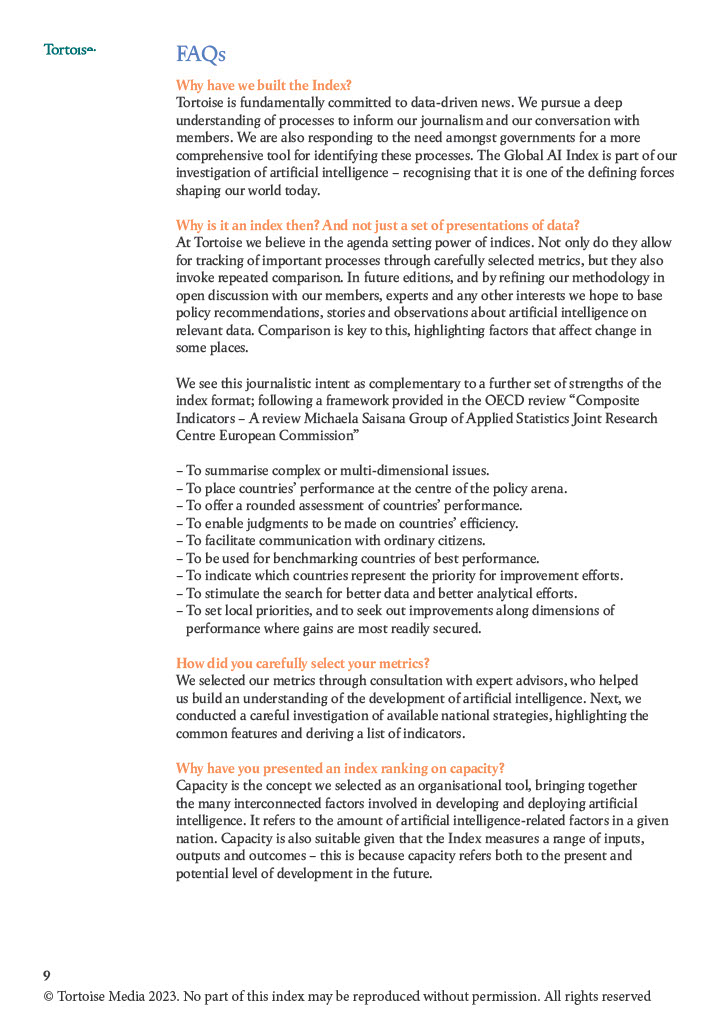 Tortoise
FAQs
Why have we built the Index?
Tortoise is fundamentally committed to data-driven news. We pursue a deep
understanding of processes to inform our journalism and our conversation with
members. We are also responding to the need amongst governments for a more
comprehensive tool for identifying these processes. The Global AI Index is part of our
investigation of artificial intelligence – recognising that it is one of the defining forces
shaping our world today.
Why is it an index then? And not just a set of presentations of data?
At Tortoise we believe in the agenda setting power of indices. Not only do they allow
for tracking of important processes through carefully selected metrics, but they also
invoke repeated comparison. In future editions, and by refining our methodology in
open discussion with our members, experts and any other interests we hope to base
policy recommendations, stories and observations about artificial intelligence on
relevant data. Comparison is key to this, highlighting factors that affect change in
some places.
We see this journalistic intent as complementary to a further set of strengths of the
index format; following a framework provided in the OECD review “Composite
Indicators – A review Michaela Saisana Group of Applied Statistics Joint Research
Centre European Commission”
– To summarise complex or multi-dimensional issues.
– To place countries’ performance at the centre of the policy arena.
– To offer a rounded assessment of countries’ performance.
– To enable judgments to be made on countries’ efficiency.
– To facilitate communication with ordinary citizens.
– To be used for benchmarking countries of best performance.
– To indicate which countries represent the priority for improvement efforts.
– To stimulate the search for better data and better analytical efforts.
– To set local priorities, and to seek out improvements along dimensions of
performance where gains are most readily secured.
How did you carefully select your metrics?
We selected our metrics through consultation with expert advisors, who helped
us build an understanding of the development of artificial intelligence. Next, we
conducted a careful investigation of available national strategies, highlighting the
common features and deriving a list of indicators.
Why have you presented an index ranking on capacity?
Capacity is the concept we selected as an organisational tool, bringing together
the many interconnected factors involved in developing and deploying artificial
intelligence. It refers to the amount of artificial intelligence-related factors in a given
nation. Capacity is also suitable given that the Index measures a range of inputs,
outputs and outcomes – this is because capacity refers both to the present and
potential level of development in the future.
9
© Tortoise Media 2023. No part of this index may be reproduced without permission. All rights reserved